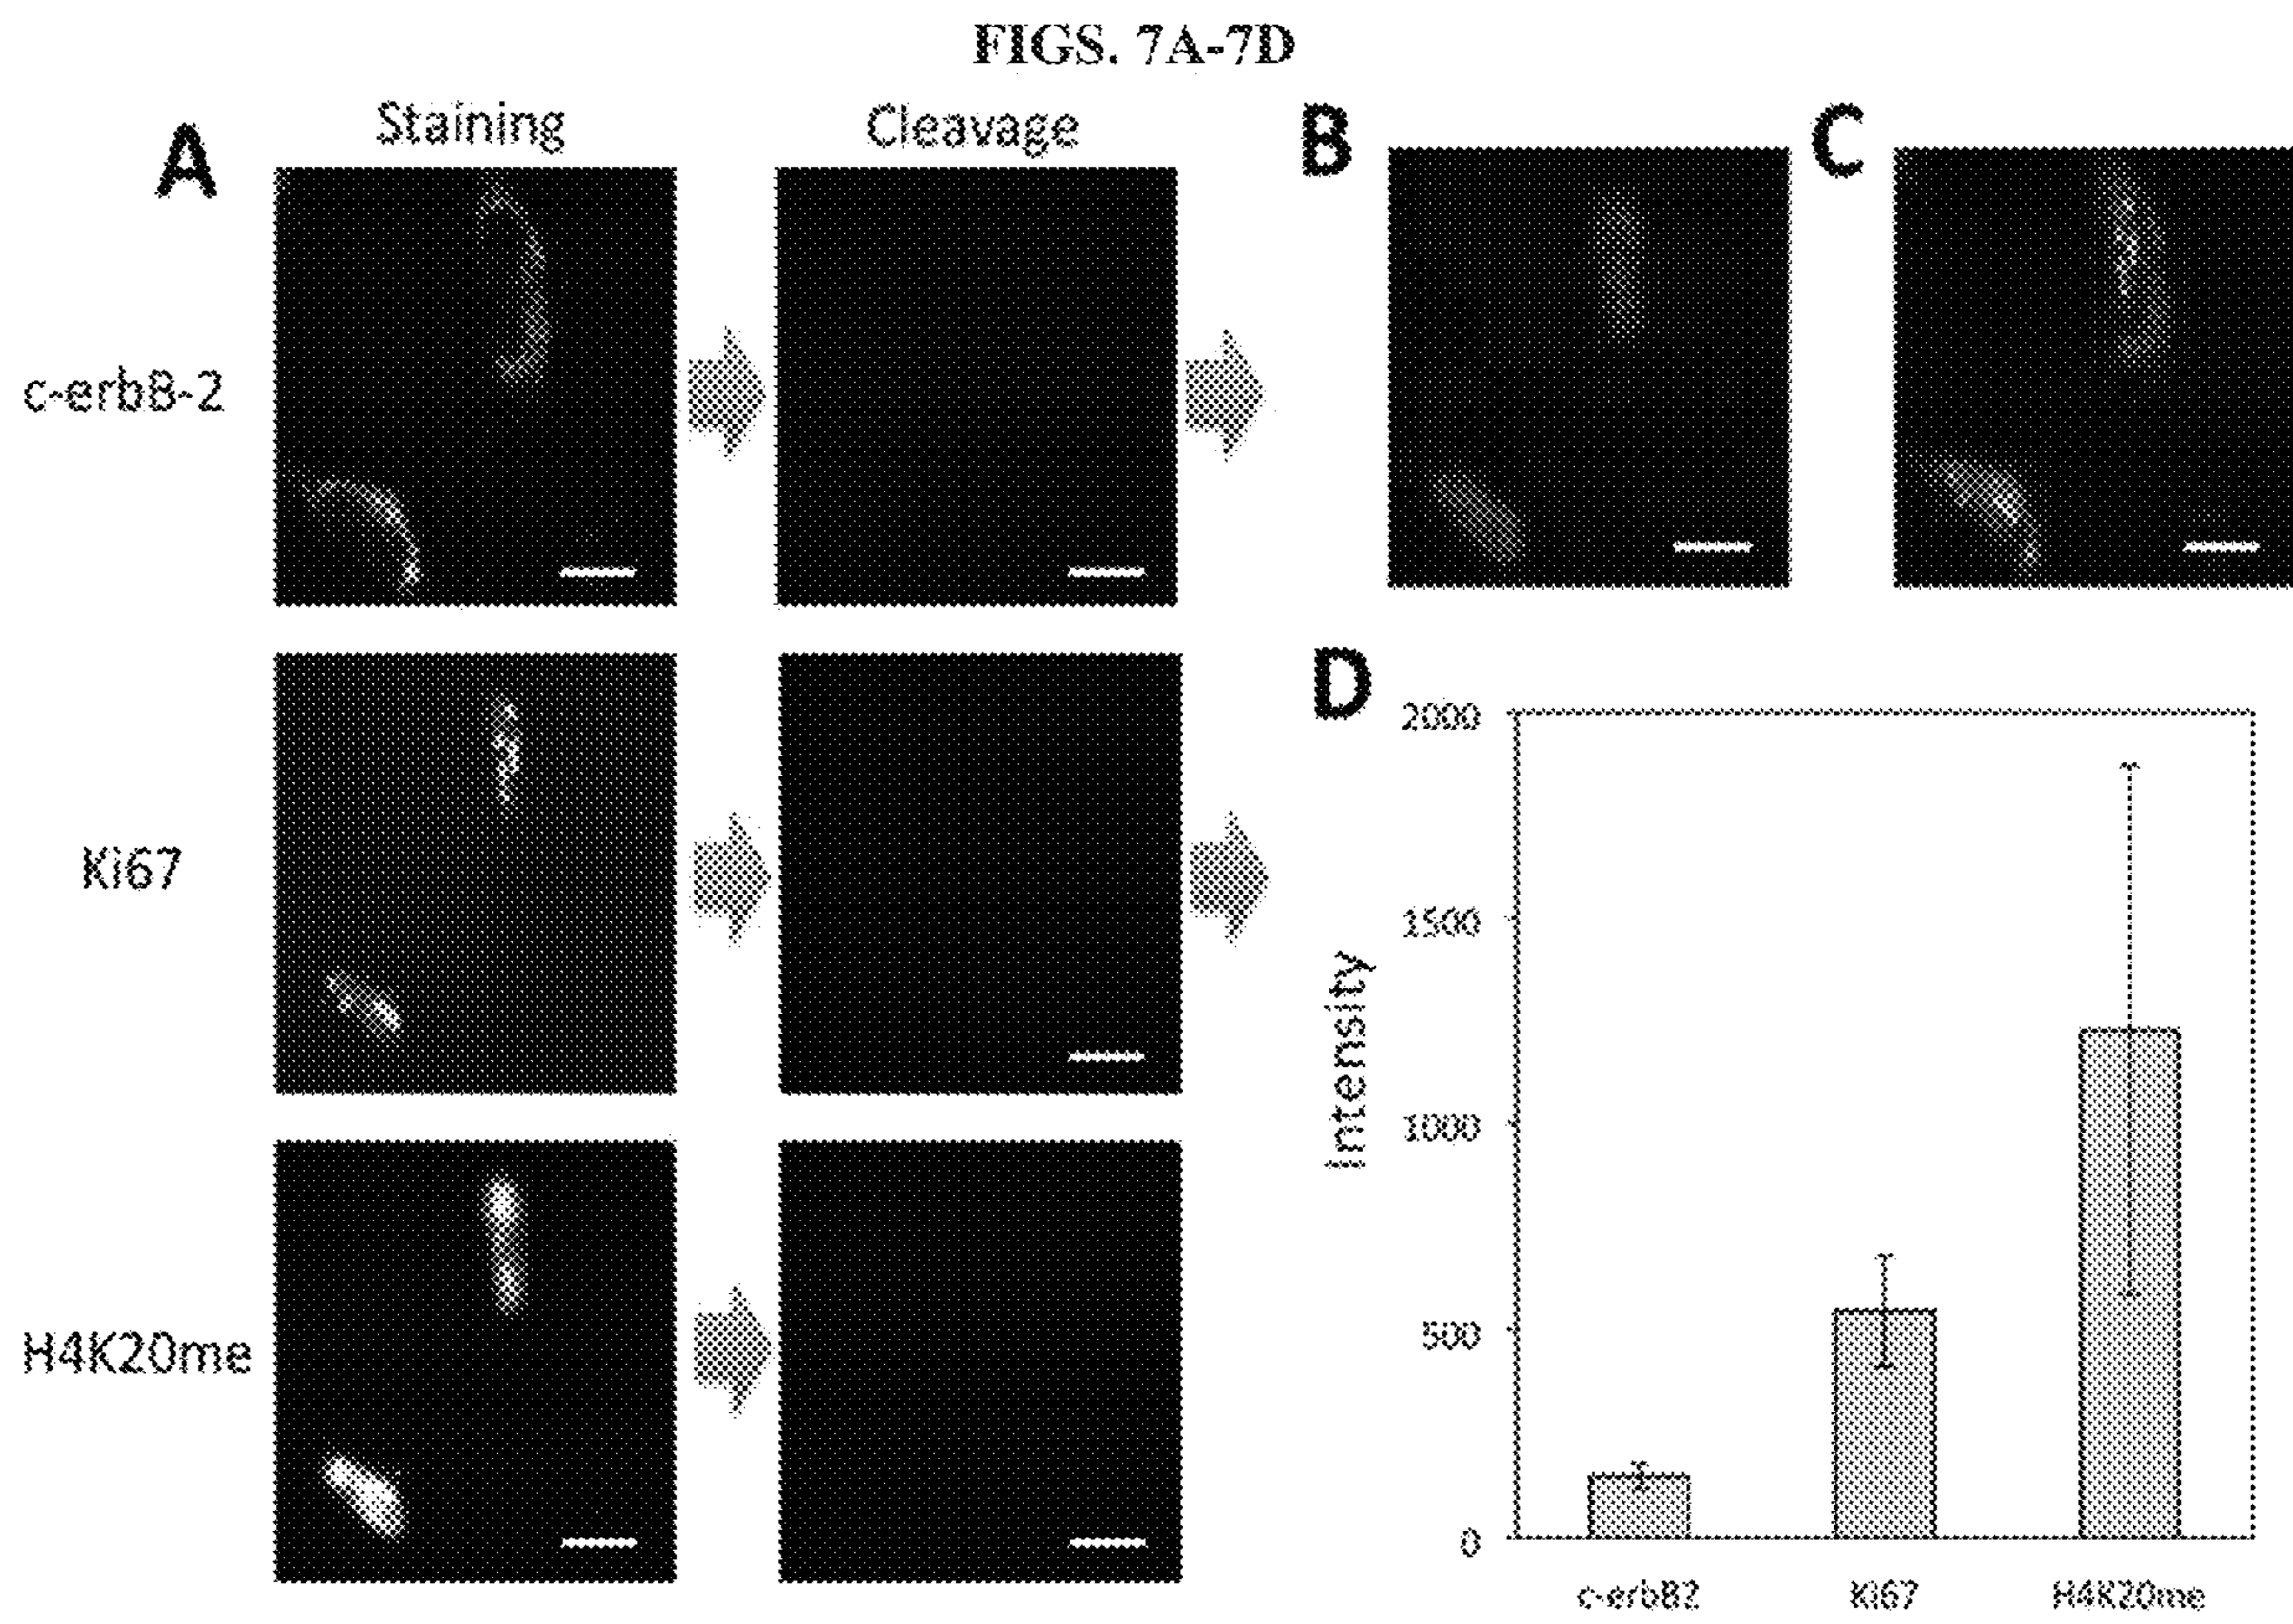 FIGS. 7A-7D
A
Staining
Cleavage
B
C
c-erbB-2
Ki67
H4K20me
D
2000
1500
1000
500
0
Intensity
c-erbB2
Ki67
H4K20me